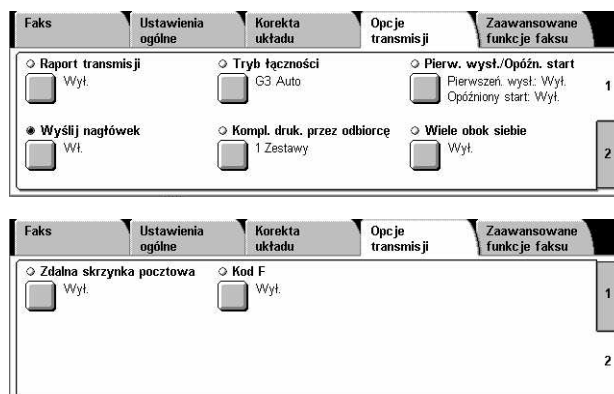 Faks
Ustawienia ogólne
Korekta układu
Opcje transmisji
Zaawansowane funkcje faksu
Raport transmisji
Wył.
Tryb łączności
G3 Auto
Pierw. wysł./Opóźn. start
Pierwszeń. wysł.: Wył.
Opóźniony start: Wył.
1
Wyślij nagłówek
Wł.
Kompl. druk. przez odbiorcę
1 Zestawy
Wiele obok siebie
Wył.
2
Faks
Ustawienia ogólne
Korekta układu
Opcje transmisji
Zaawansowane funkcje faksu
Zdalna skrzynka pocztowa
Wył.
Kod F
Wył.
1
2